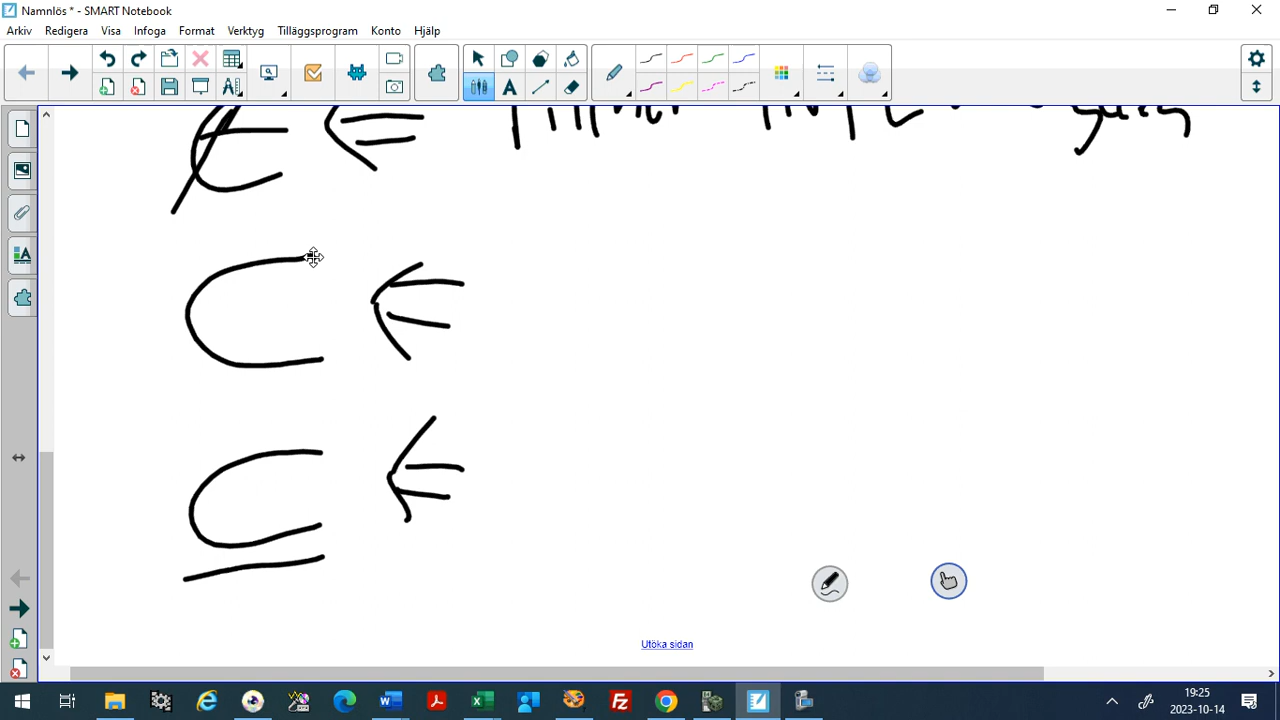 Namnlös * - SMART Notebook
Arkiv Redigera Visa Infoga Format Verktyg Tilläggsprogram Konto Hjälp
∉ ⇐
⊂ ⇐
⊆ ⇐
Utöka sidan
19:25
2023-10-14